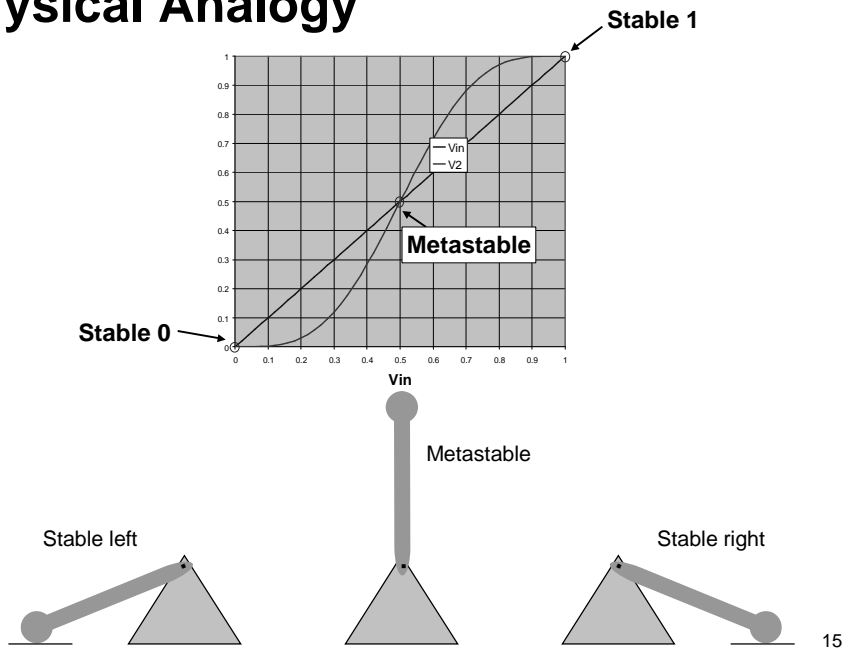 ysical Analogy
Stable 1
1
0.9
0.8
0.7
0.6
0.5
0.4
0.3
0.2
0.1
0
Vin
V2
Metastable
Stable 0
0 0.1 0.2 0.3 0.4 0.5 0.6 0.7 0.8 0.9 1
Vin
Metastable
Stable left
Stable right
15